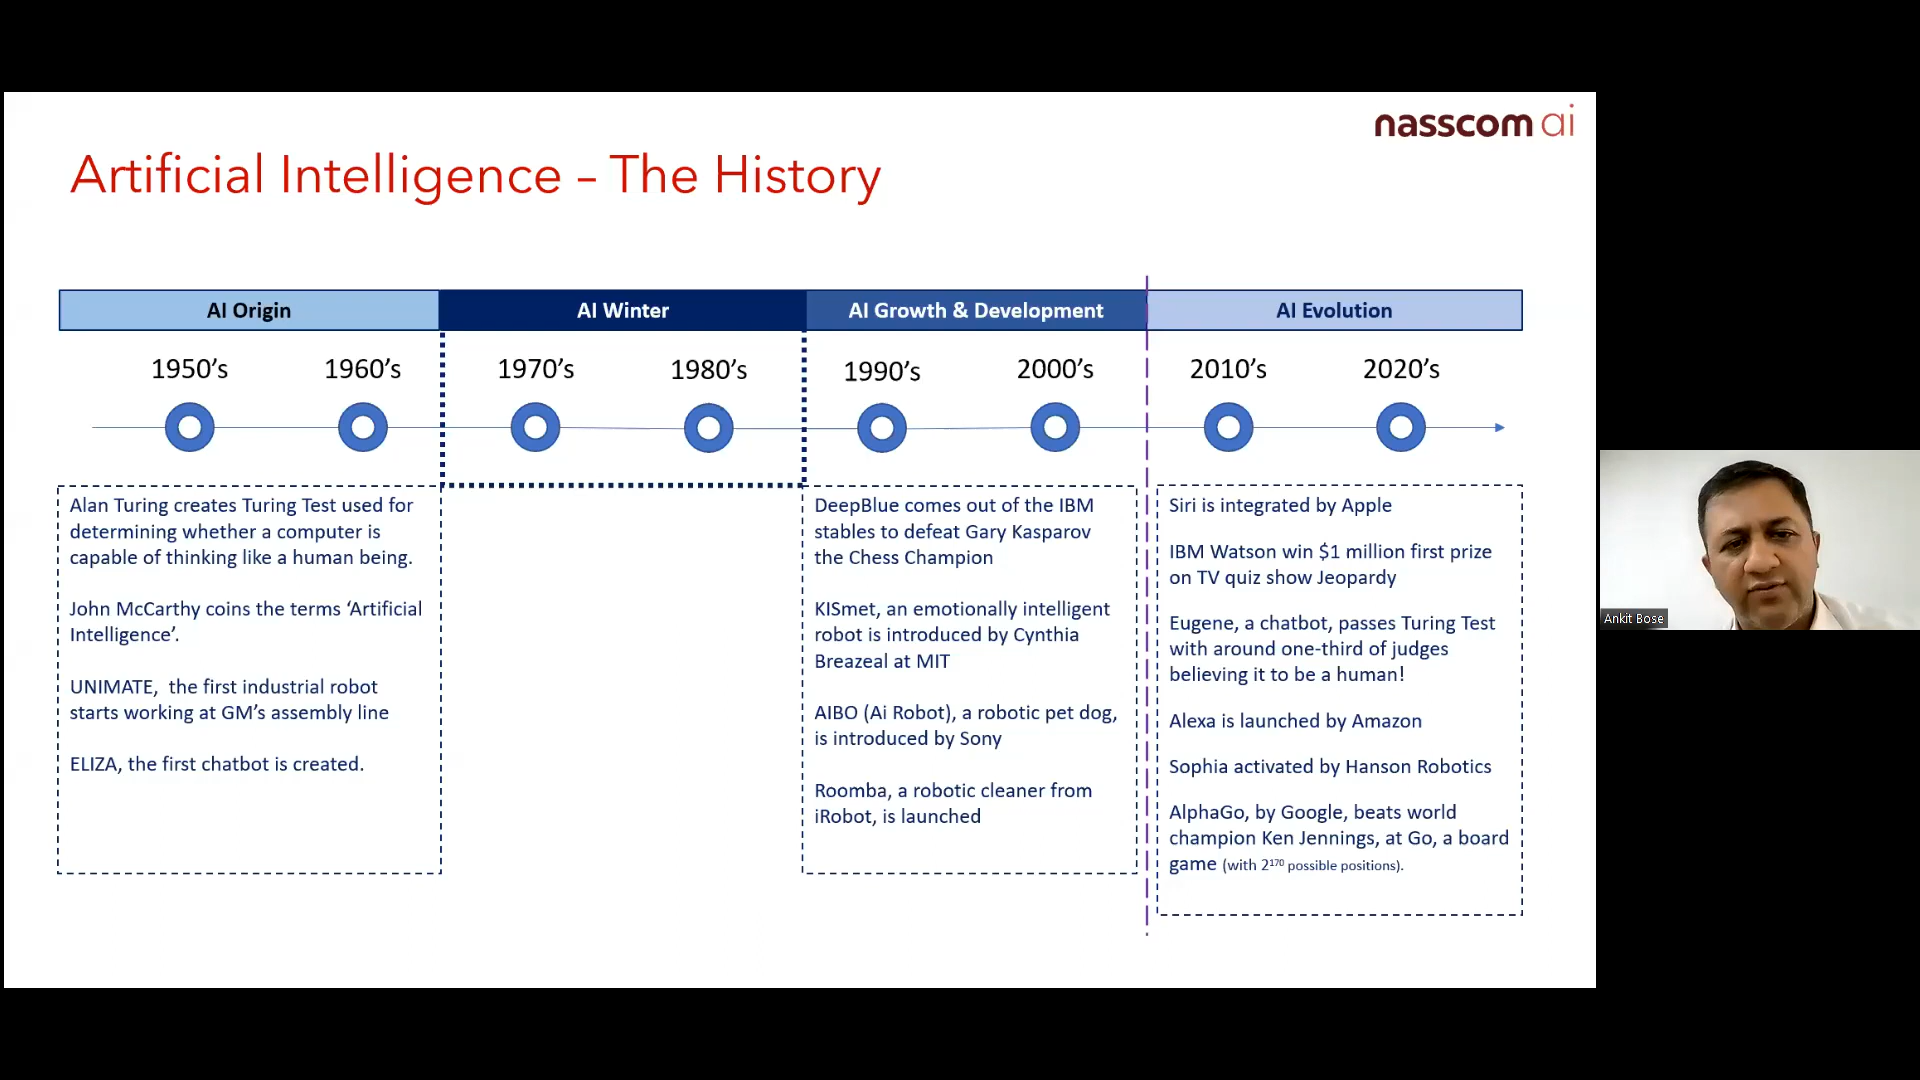 nasscom ai
Artificial Intelligence – The History
AI Origin
AI Winter
AI Growth & Development
AI Evolution
1950’s
1960’s
1970’s
1980’s
1990’s
2000’s
2010’s
2020’s
Alan Turing creates Turing Test used for
determining whether a computer is
capable of thinking like a human being.
John McCarthy coins the terms ‘Artificial
Intelligence’.
UNIMATE,  the first industrial robot
starts working at GM’s assembly line
ELIZA, the first chatbot is created.
DeepBlue comes out of the IBM
stables to defeat Gary Kasparov
the Chess Champion
KISmet, an emotionally intelligent
robot is introduced by Cynthia
Breazeal at MIT
AIBO (Ai Robot), a robotic pet dog,
is introduced by Sony
Roomba, a robotic cleaner from
iRobot, is launched
Siri is integrated by Apple
IBM Watson win $1 million first prize
on TV quiz show Jeopardy
Eugene, a chatbot, passes Turing Test
with around one-third of judges
believing it to be a human!
Alexa is launched by Amazon
Sophia activated by Hanson Robotics
AlphaGo, by Google, beats world
champion Ken Jennings, at Go, a board
game (with 2¹⁷⁰ possible positions).
Ankit Bose